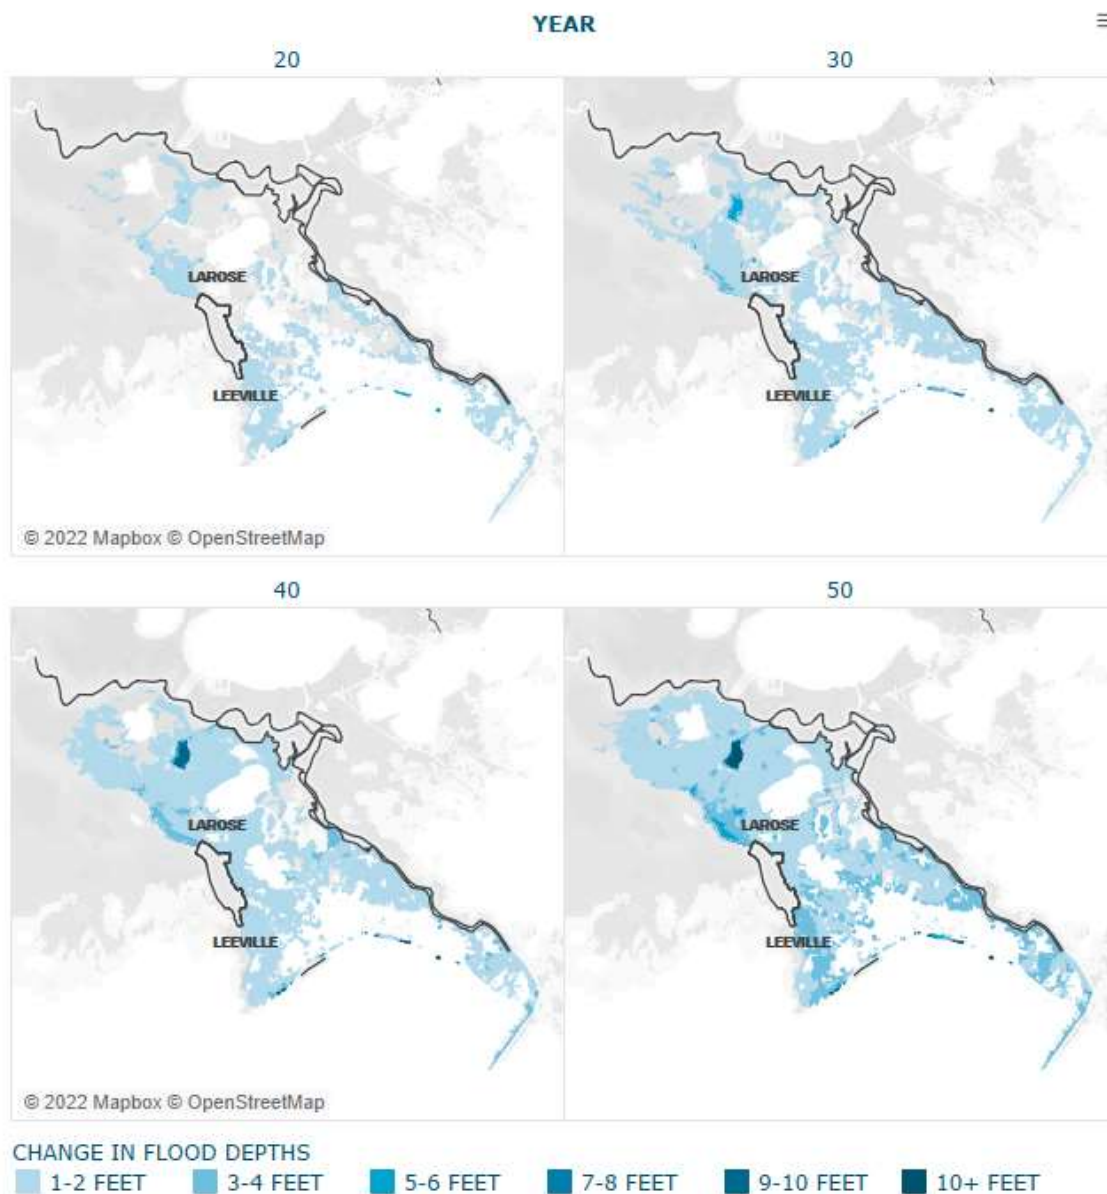 YEAR
20 30
LAROSE LAROSE
LEEVILLE LEEVILLE
© 2022 Mapbox © OpenStreetMap
40 50
LAROSE LAROSE
LEEVILLE LEEVILLE
© 2022 Mapbox © OpenStreetMap
CHANGE IN FLOOD DEPTHS
1-2 FEET 3-4 FEET 5-6 FEET 7-8 FEET 9-10 FEET 10+ FEET